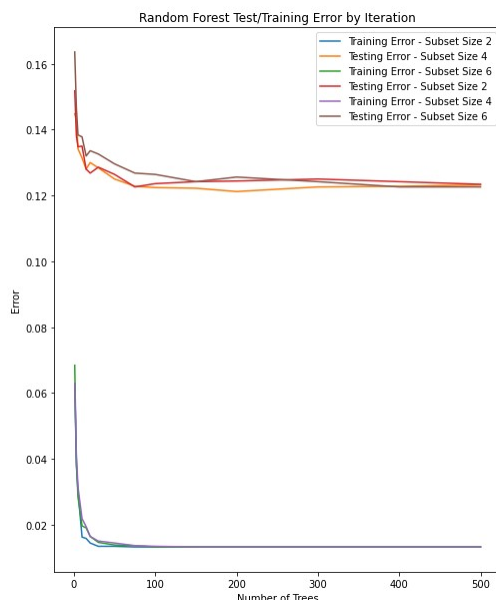 Random Forest Test/Training Error by Iteration
Training Error - Subset Size 2
Testing Error - Subset Size 4
Training Error - Subset Size 6
Testing Error - Subset Size 2
Training Error - Subset Size 4
Testing Error - Subset Size 6
0.16
0.14
0.12
0.10
0.08
0.06
0.04
0.02
Error
0 100 200 300 400 500
Number of Trees